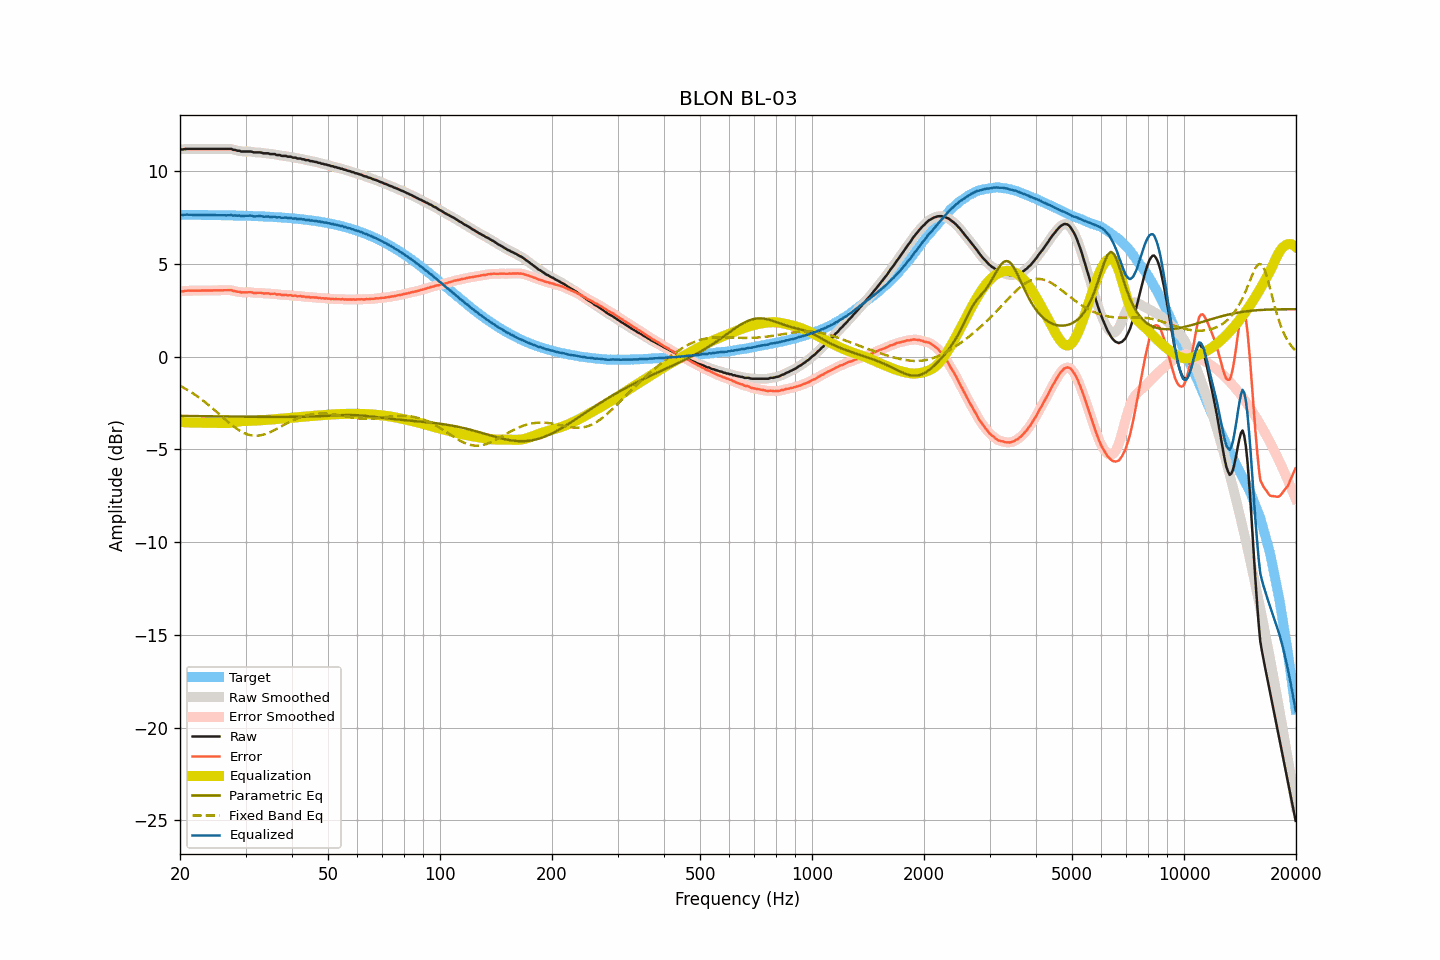 BLON BL-03
Amplitude (dBr)
10
5
0
−5
−10
−15
−20
−25
Target
Raw Smoothed
Error Smoothed
Raw
Error
Equalization
Parametric Eq
Fixed Band Eq
Equalized
20 50 100 200 500 1000 2000 5000 10000 20000
Frequency (Hz)